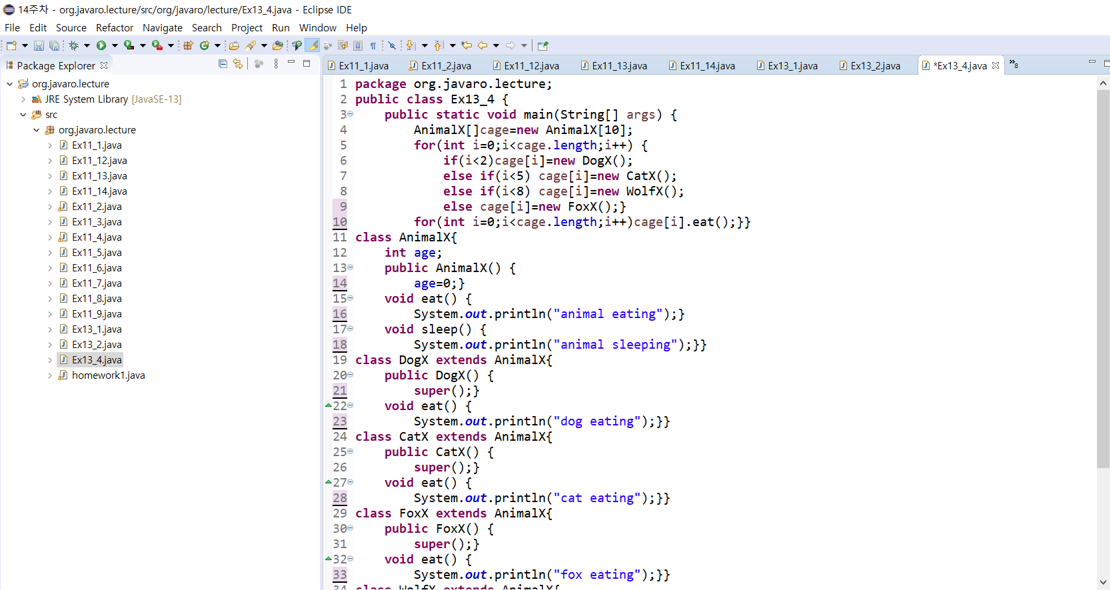 14주차 - org.javaro.lecture/src/org/javaro/lecture/Ex13_4.java - Eclipse IDE
File Edit Source Refactor Navigate Search Project Run Window Help
Package Explorer
org.javaro.lecture
JRE System Library [JavaSE-13]
src
org.javaro.lecture
Ex11_1.java
Ex11_12.java
Ex11_13.java
Ex11_14.java
Ex11_2.java
Ex11_3.java
Ex11_4.java
Ex11_5.java
Ex11_6.java
Ex11_7.java
Ex11_8.java
Ex11_9.java
Ex13_1.java
Ex13_2.java
Ex13_4.java
homework1.java
Ex11_1.java Ex11_2.java Ex11_12.java Ex11_13.java Ex11_14.java Ex13_1.java Ex13_2.java *Ex13_4.java »8
1 package org.javaro.lecture;
2 public class Ex13_4 {
3 public static void main(String[] args) {
4 AnimalX[]cage=new AnimalX[10];
5 for(int i=0;i<cage.length;i++) {
6 if(i<2)cage[i]=new DogX();
7 else if(i<5) cage[i]=new CatX();
8 else if(i<8) cage[i]=new WolfX();
9 else cage[i]=new FoxX();}
10 for(int i=0;i<cage.length;i++)cage[i].eat();}}
11 class AnimalX{
12 int age;
13 public AnimalX() {
14 age=0;}
15 void eat() {
16 System.out.println("animal eating");}
17 void sleep() {
18 System.out.println("animal sleeping");}}
19 class DogX extends AnimalX{
20 public DogX() {
21 super();}
22 void eat() {
23 System.out.println("dog eating");}}
24 class CatX extends AnimalX{
25 public CatX() {
26 super();}
27 void eat() {
28 System.out.println("cat eating");}}
29 class FoxX extends AnimalX{
30 public FoxX() {
31 super();}
32 void eat() {
33 System.out.println("fox eating");}}
34 class WolfX extends AnimalX{